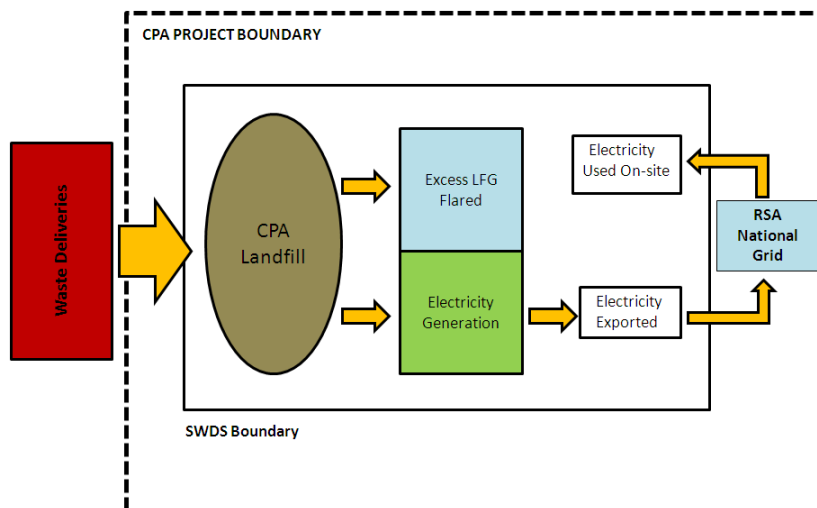 CPA PROJECT BOUNDARY
Waste Deliveries
CPA
Landfill
Excess LFG
Flared
Electricity
Generation
Electricity
Used On-site
Electricity
Exported
RSA
National
Grid
SWDS Boundary